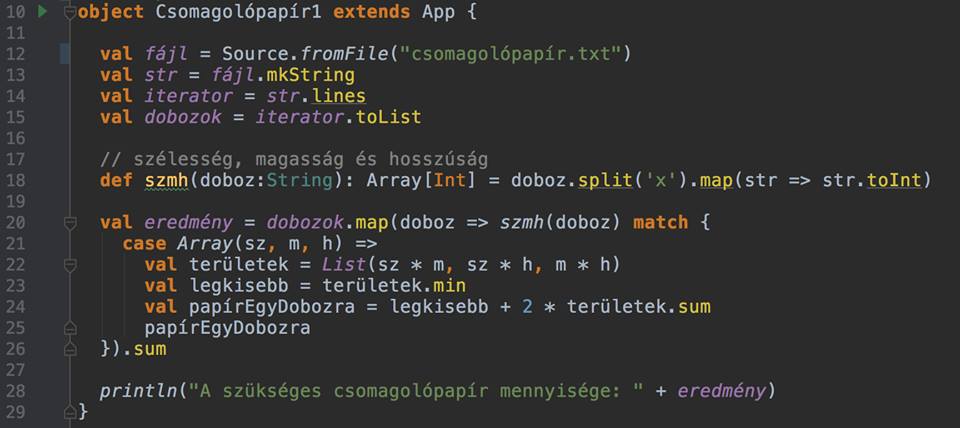 10 object Csomagolópapír1 extends App {
11
12   val fájl = Source.fromFile("csomagolópapír.txt")
13   val str = fájl.mkString
14   val iterator = str.lines
15   val dobozok = iterator.toList
16
17   // szélesség, magasság és hosszúság
18   def szmh(doboz:String): Array[Int] = doboz.split('x').map(str => str.toInt)
19
20   val eredmény = dobozok.map(doboz => szmh(doboz) match {
21     case Array(sz, m, h) =>
22       val területek = List(sz * m, sz * h, m * h)
23       val legkisebb = területek.min
24       val papírEgyDobozra = legkisebb + 2 * területek.sum
25       papírEgyDobozra
26   }).sum
27
28   println("A szükséges csomagolópapír mennyisége: " + eredmény)
29 }